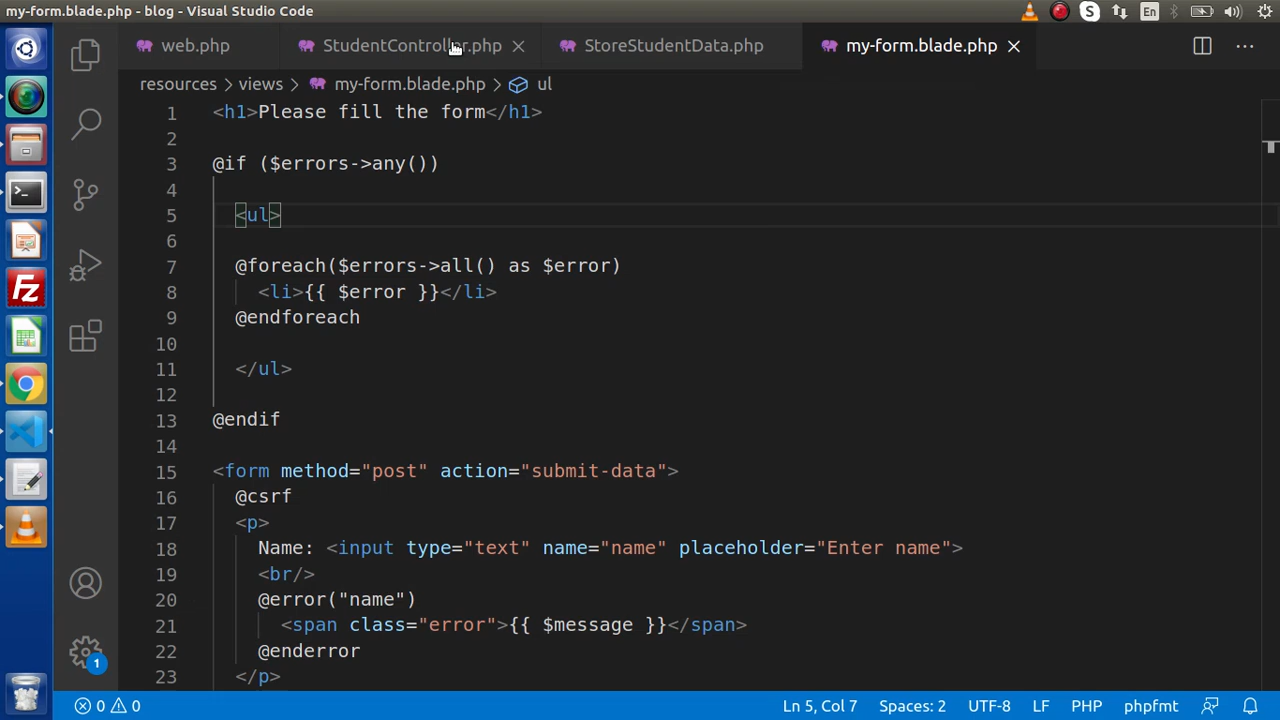 my-form.blade.php - blog - Visual Studio Code
En
web.php
StudentController.php
StoreStudentData.php
my-form.blade.php
resources > views > my-form.blade.php > ul
1 <h1>Please fill the form</h1>
2
3 @if ($errors->any())
4
5 <ul>
6
7 @foreach($errors->all() as $error)
8 <li>{{ $error }}</li>
9 @endforeach
10
11 </ul>
12
13 @endif
14
15 <form method="post" action="submit-data">
16 @csrf
17 <p>
18 Name: <input type="text" name="name" placeholder="Enter name">
19 <br/>
20 @error("name")
21 <span class="error">{{ $message }}</span>
22 @enderror
23 </p>
1
0 0
Ln 5, Col 7
Spaces: 2
UTF-8
LF
PHP
phpfmt